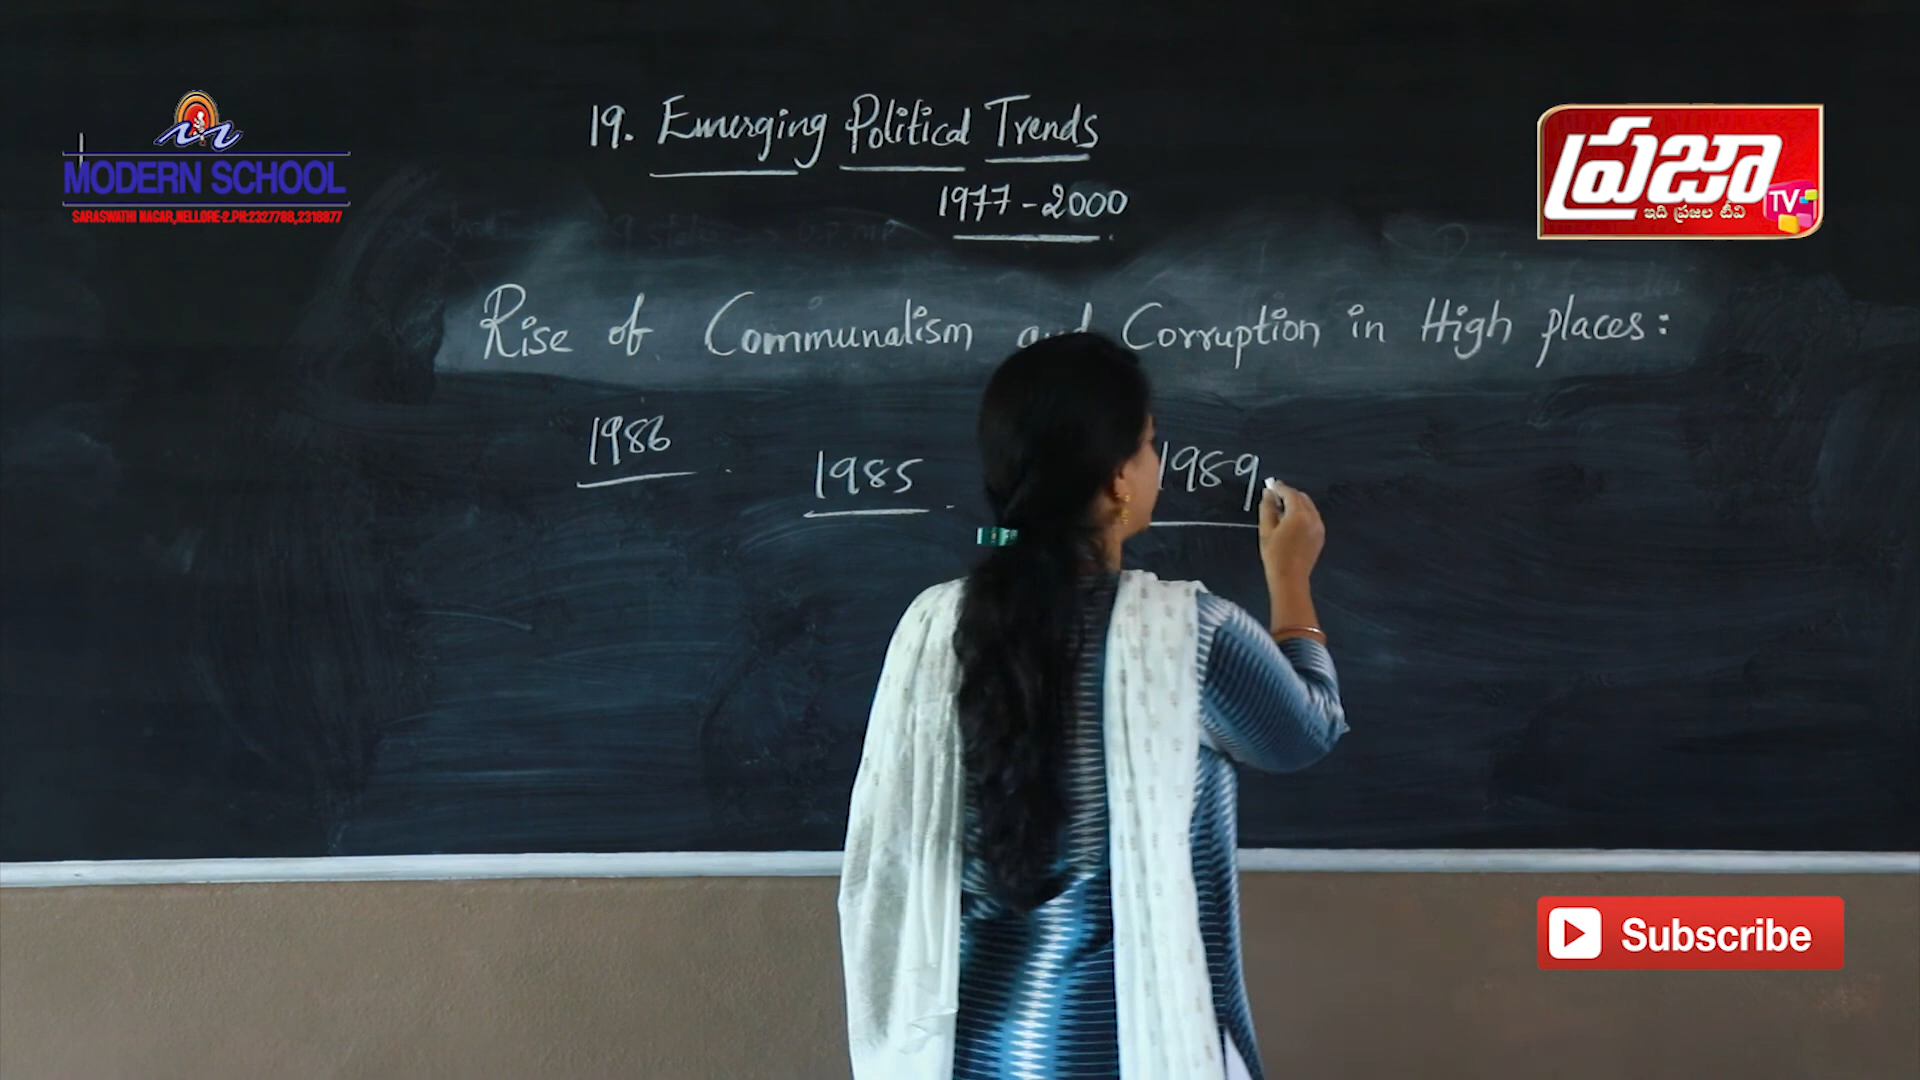 19. Emerging Political Trends
1977-2000
Rise of Communalism and Corruption in High places:
1986
1985
1989
MODERN SCHOOL
SARASWATHI NAGAR,NELLORE-2.PH:2327788,2318877
ప్రజా
TV
ఇది ప్రజల టీవి
Subscribe